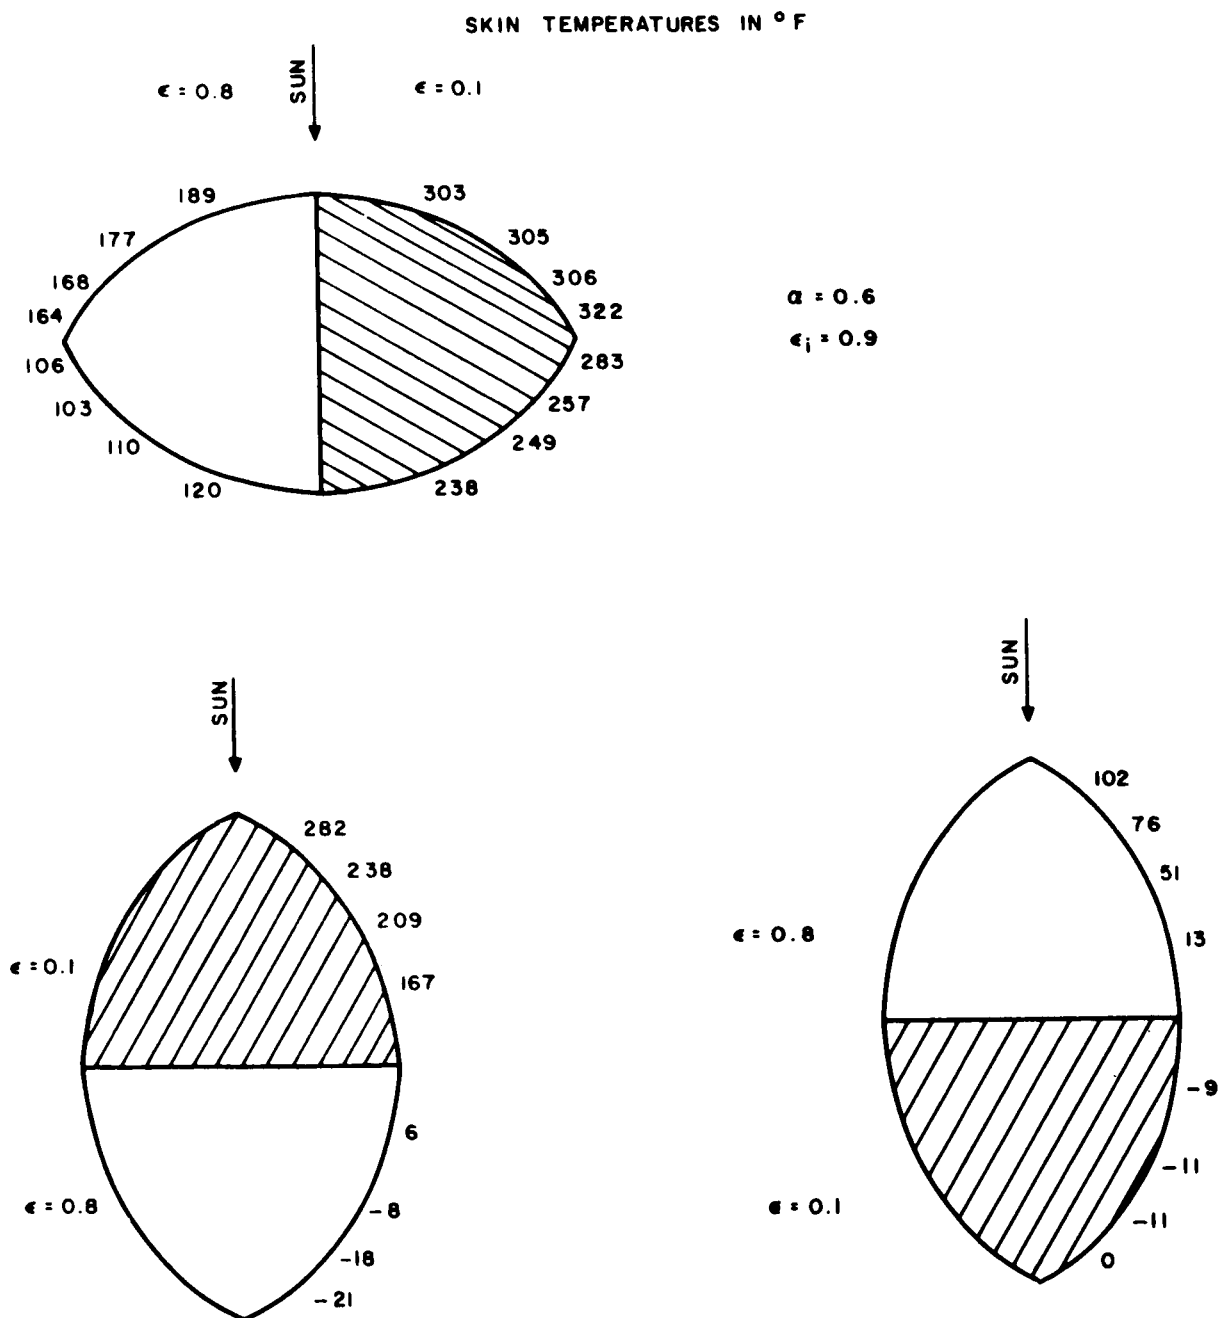 SKIN TEMPERATURES IN °F
ϵ = 0.8
SUN
ϵ = 0.1
189
303
177
305
168
306
164
322
α = 0.6
ϵi = 0.9
106
283
103
257
110
249
120
238
SUN
282
238
209
167
ϵ = 0.1
6
ϵ = 0.8
-8
-18
-21
SUN
102
76
51
13
ϵ = 0.8
-9
-11
ϵ = 0.1
-11
0